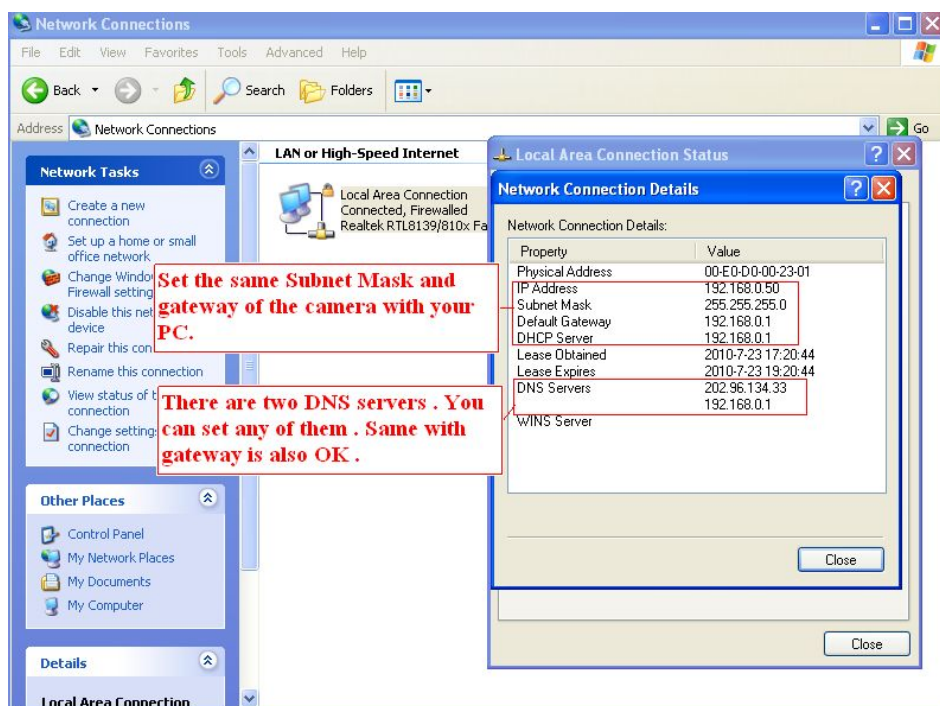 Network Connections
File Edit View Favorites Tools Advanced Help
Back Search Folders
Address Network Connections Go
Network Tasks
Create a new
connection
Set up a home or small
office network
Change Windo
Firewall setting
Disable this net
device
Repair this con
Rename this connection
View status of t
connection
Change setting
connection
Other Places
Control Panel
My Network Places
My Documents
My Computer
Details
Local Area Connection
LAN or High-Speed Internet
Local Area Connection
Connected, Firewalled
Realtek RTL8139/810x Fa
Set the same Subnet Mask and
gateway of the camera with your
PC.
There are two DNS servers . You
can set any of them . Same with
gateway is also OK .
Local Area Connection Status
Network Connection Details
Network Connection Details:
Property Value
Physical Address 00-E0-D0-00-23-01
IP Address 192.168.0.50
Subnet Mask 255.255.255.0
Default Gateway 192.168.0.1
DHCP Server 192.168.0.1
Lease Obtained 2010-7-23 17:20:44
Lease Expires 2010-7-23 19:20:44
DNS Servers 202.96.134.33
192.168.0.1
WINS Server
Close
Close